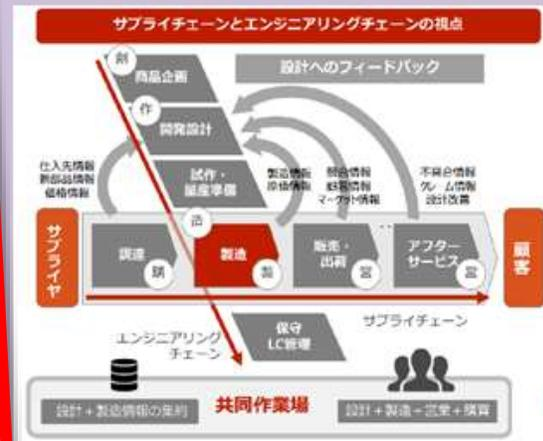 サプライチェーンとエンジニアリングチェーンの視点
創
商品企画
設計へのフィードバック
作
開発設計
試作・
量産準備
仕入先情報
新部品情報
価格情報
製造情報
原価情報
競合情報
顧客情報
マーケット情報
不具合情報
クレーム情報
設計改善
造
サプライヤ
調達
購
製造
製
販売・
出荷
営
アフター
サービス
営
顧客
サプライチェーン
エンジニアリング
チェーン
保守
LC管理
設計+製造情報の集約
共同作業場
設計+製造+営業+購買